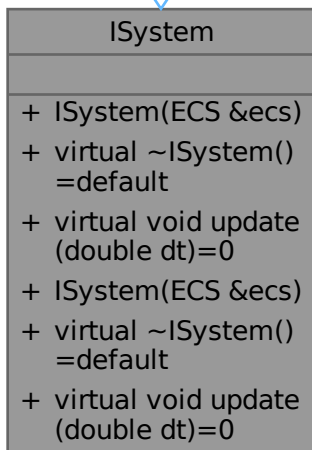 ISystem
+ ISystem(ECS &ecs)
+ virtual ~ISystem()
=default
+ virtual void update
(double dt)=0
+ ISystem(ECS &ecs)
+ virtual ~ISystem()
=default
+ virtual void update
(double dt)=0